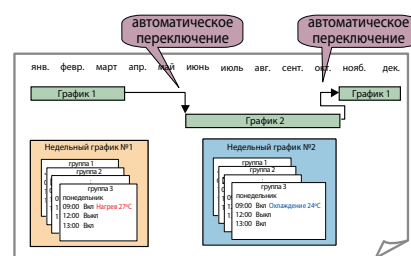 автоматическое
переключение
автоматическое
переключение
янв. февр. март апр. май июнь июль авг. сент. окт. нояб. дек.
График 1
График 1
График 2
Недельный график №1
группа 1
группа 2
группа 3
понедельник
09:00 Вкл Нагрев 27ºC
12:00 Выкл
13:00 Вкл
Недельный график №2
группа 1
группа 2
группа 3
понедельник
09:00 Вкл Охлаждение 24ºC
12:00 Выкл
13:00 Вкл